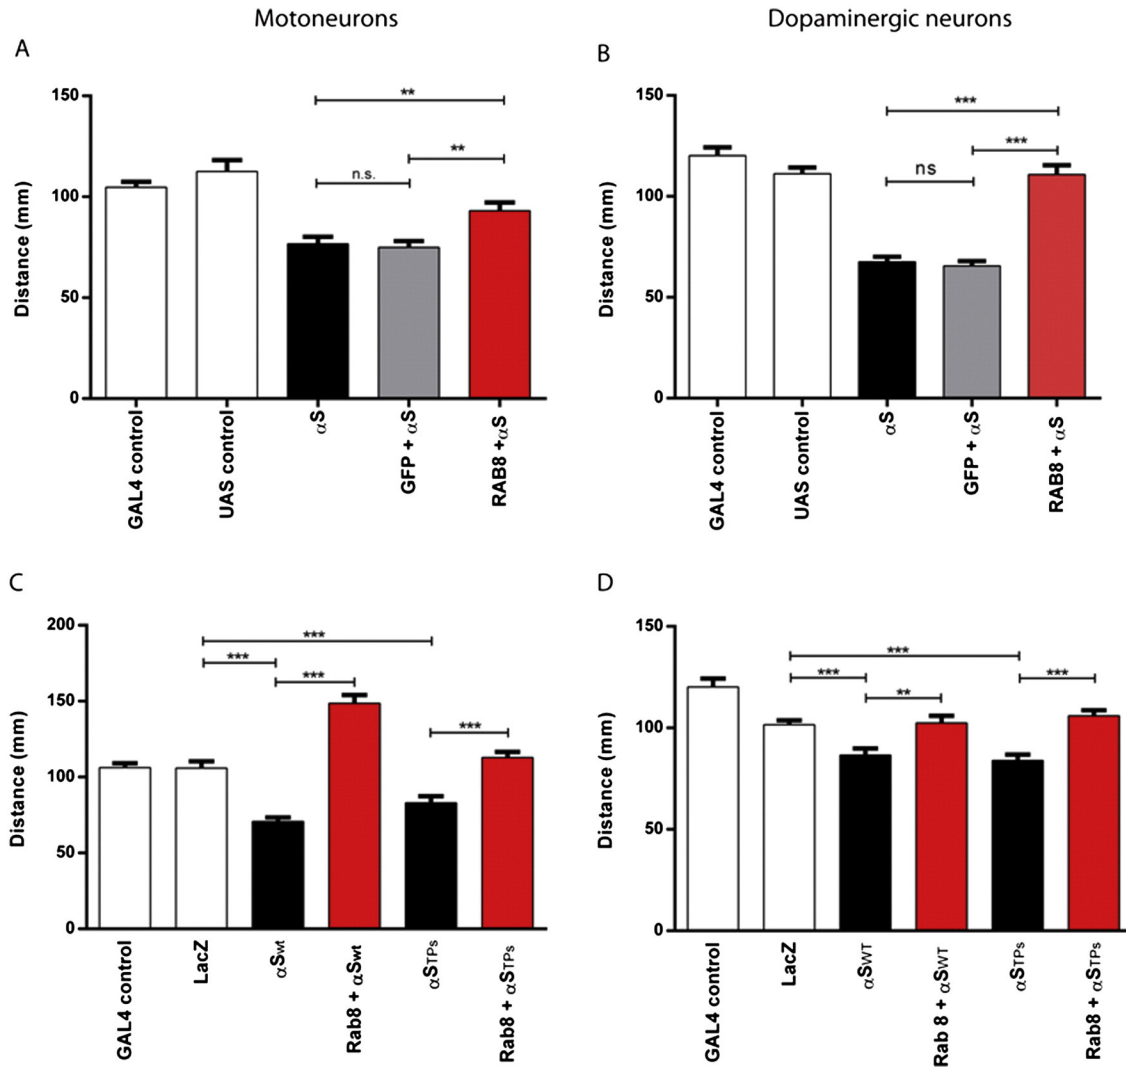 Motoneurons
Dopaminergic neurons
A
Distance (mm)
150
100
50
0
**
**
n.s.
GAL4 control
UAS control
αS
GFP + αS
RAB8 +αS
B
Distance (mm)
150
100
50
0
***
***
ns
GAL4 control
UAS control
αS
GFP + αS
RAB8 + αS
C
Distance (mm)
200
150
100
50
0
***
***
***
***
GAL4 control
LacZ
αSwt
Rab8 + αSwt
αSTPs
Rab8 + αSTPs
D
Distance (mm)
150
100
50
0
***
***
***
**
GAL4 control
LacZ
αSWT
Rab 8 + αSWT
αSTPs
Rab8 + αSTPs